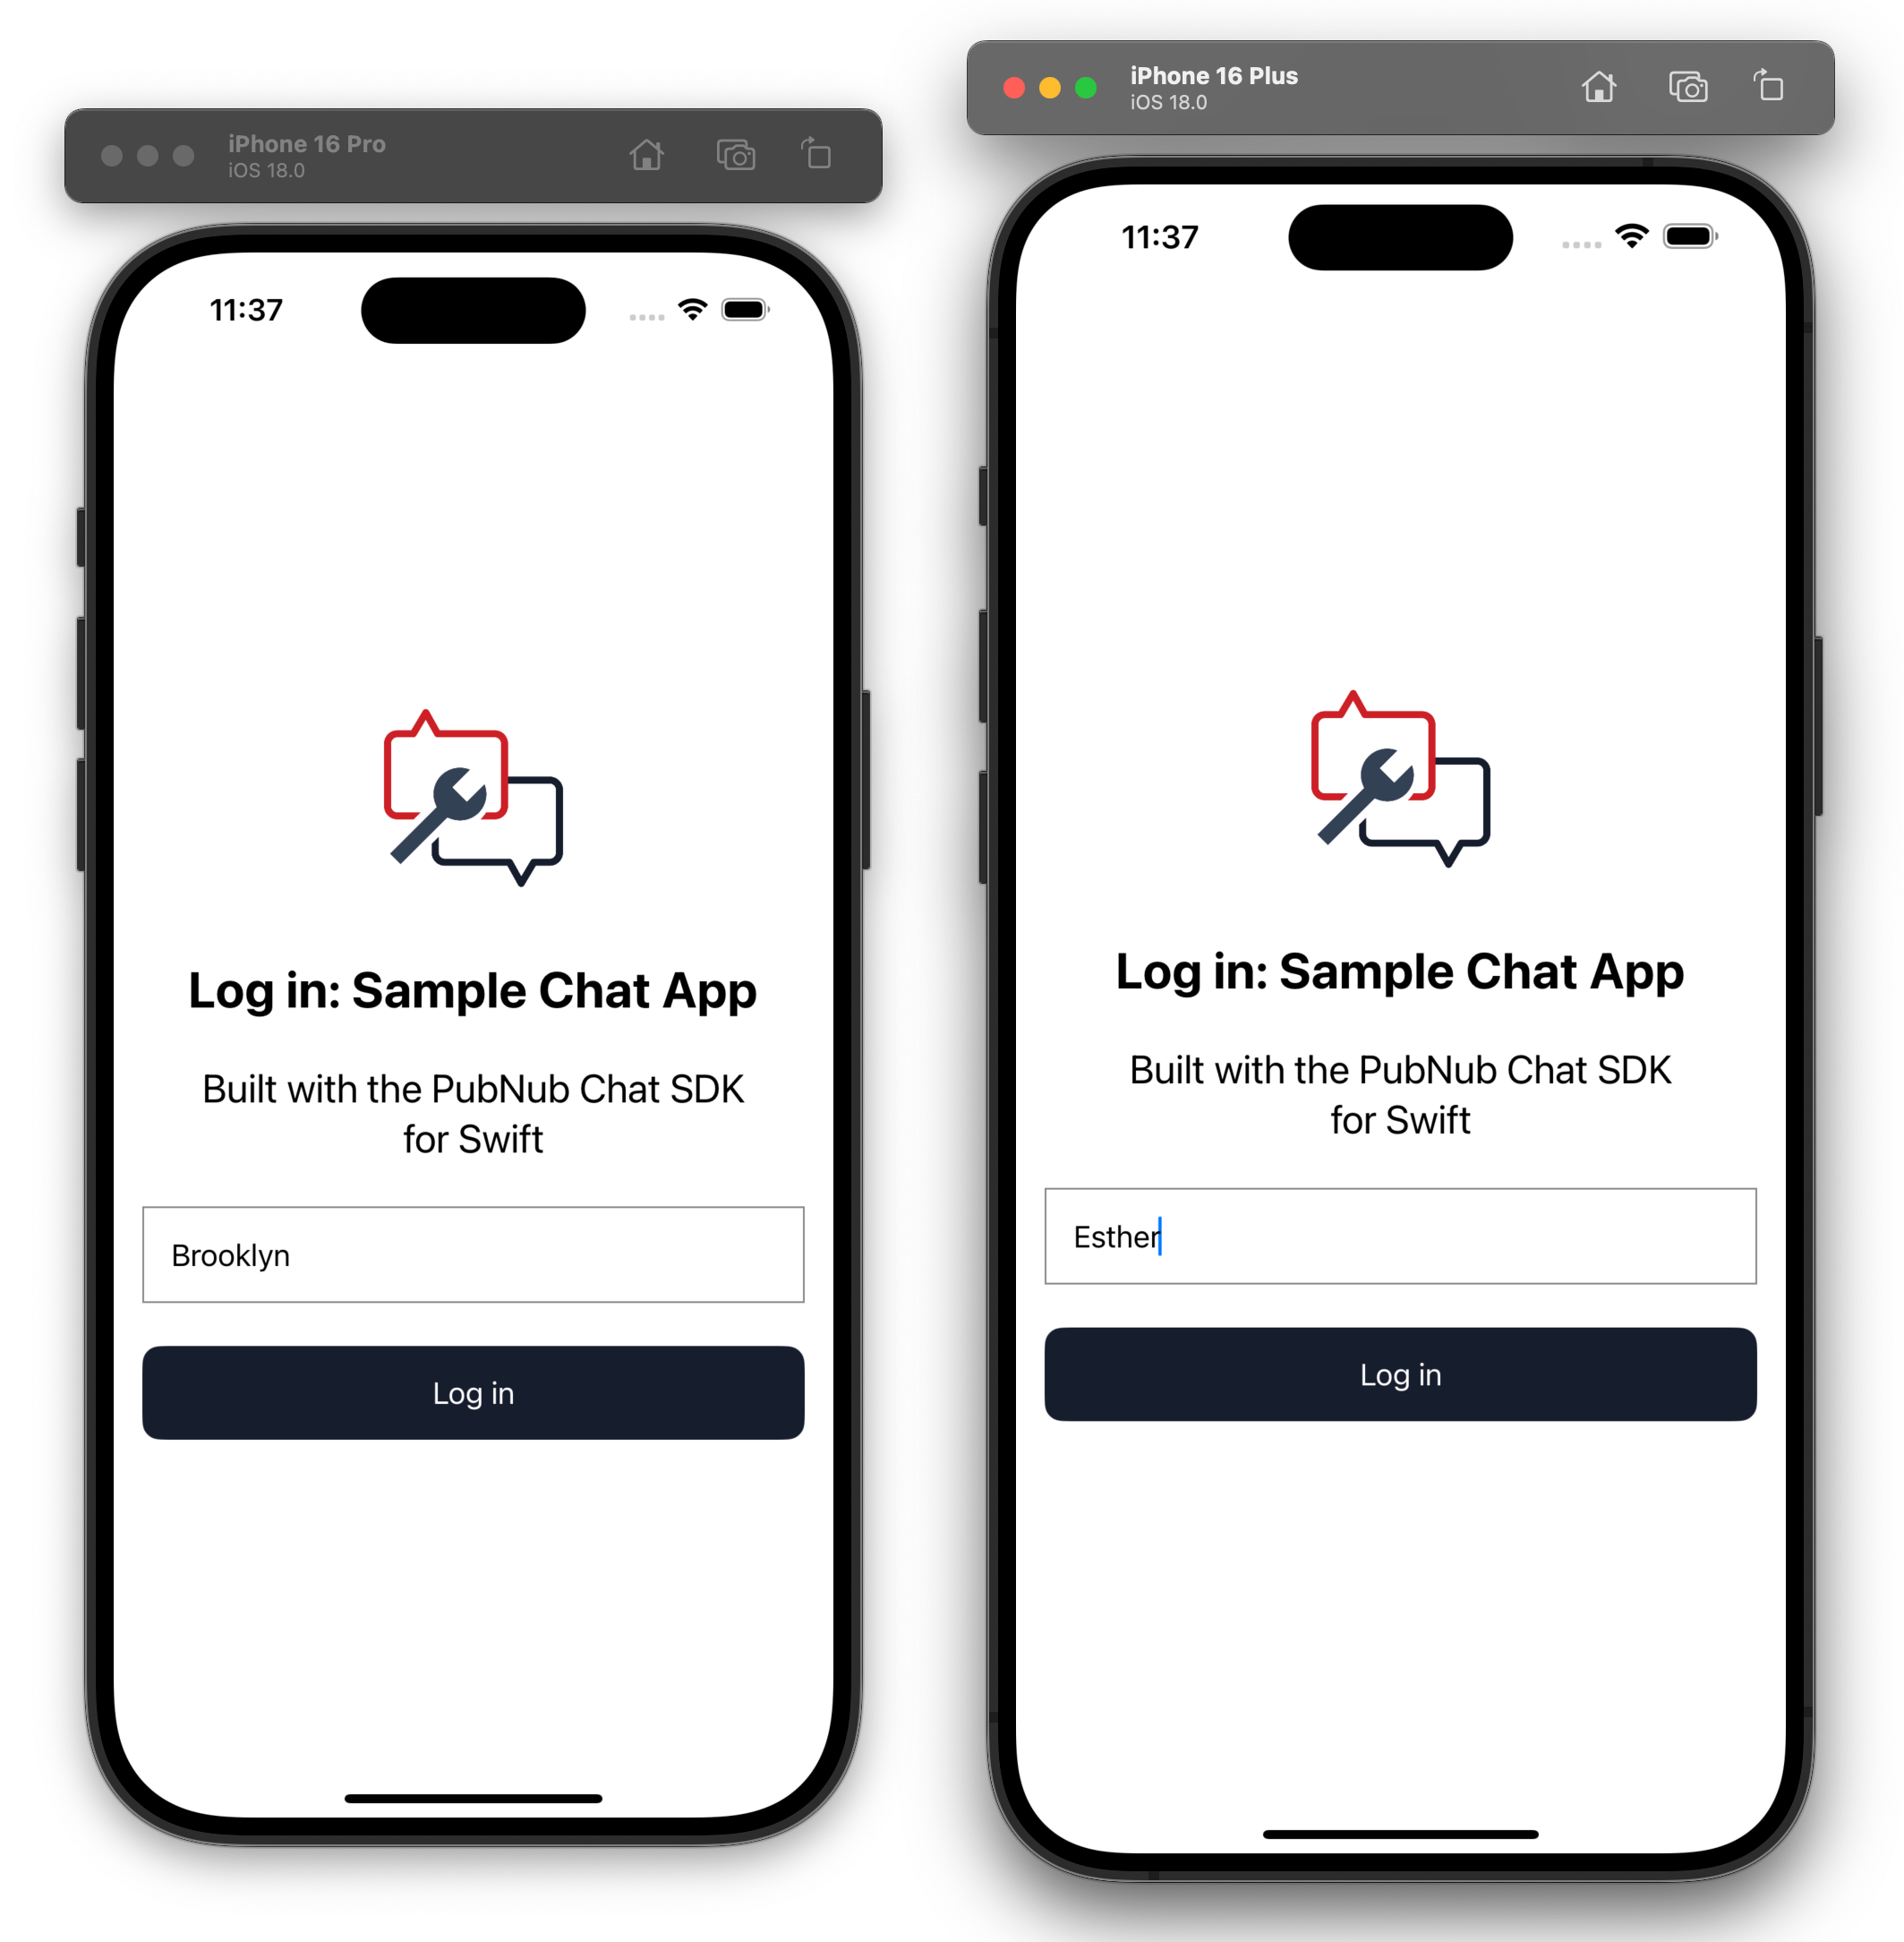 iPhone 16 Pro
iOS 18.0
11:37
Log in: Sample Chat App
Built with the PubNub Chat SDK
for Swift
Brooklyn
Log in
iPhone 16 Plus
iOS 18.0
11:37
Log in: Sample Chat App
Built with the PubNub Chat SDK
for Swift
Esther
Log in